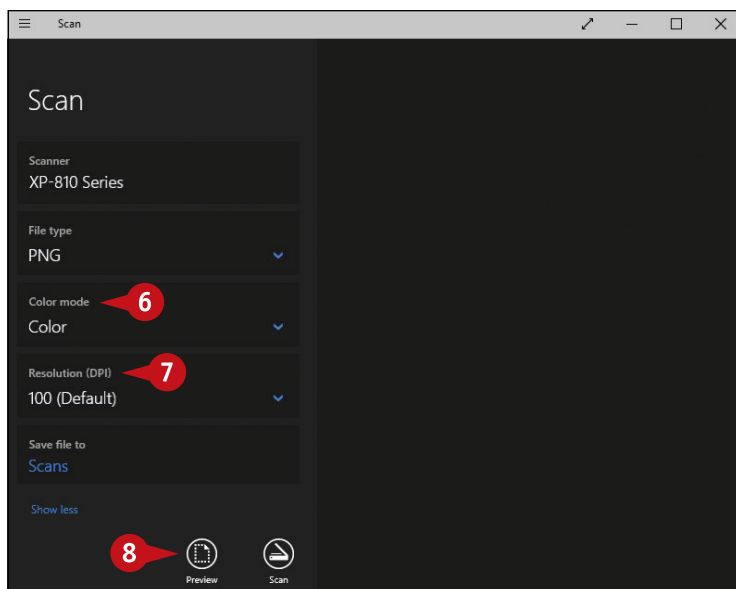 Scan
Scan
Scanner
XP-810 Series
File type
PNG
Color mode 6
Color
Resolution (DPI) 7
100 (Default)
Save file to
Scans
Show less
8
Preview Scan